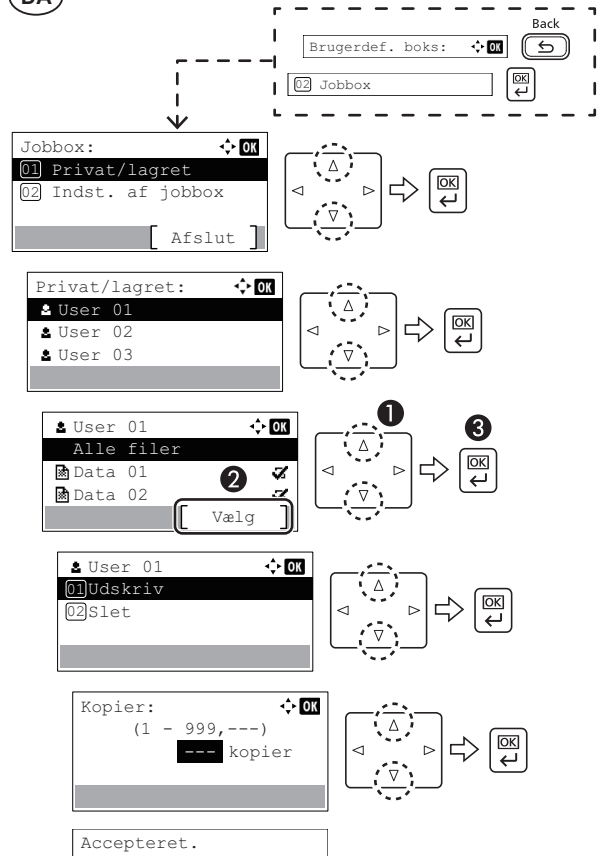 DA
Back
Brugerdef. boks: OK
02 Jobbox OK
Jobbox: OK
01 Privat/lagret
02 Indst. af jobbox
[ Afslut ]
OK
Privat/lagret: OK
User 01
User 02
User 03
OK
User 01 OK
Alle filer
Data 01
Data 02
[ Vælg ]
2
1
3
OK
User 01 OK
01 Udskriv
02 Slet
OK
Kopier: OK
(1 - 999,---)
--- kopier
OK
Accepteret.